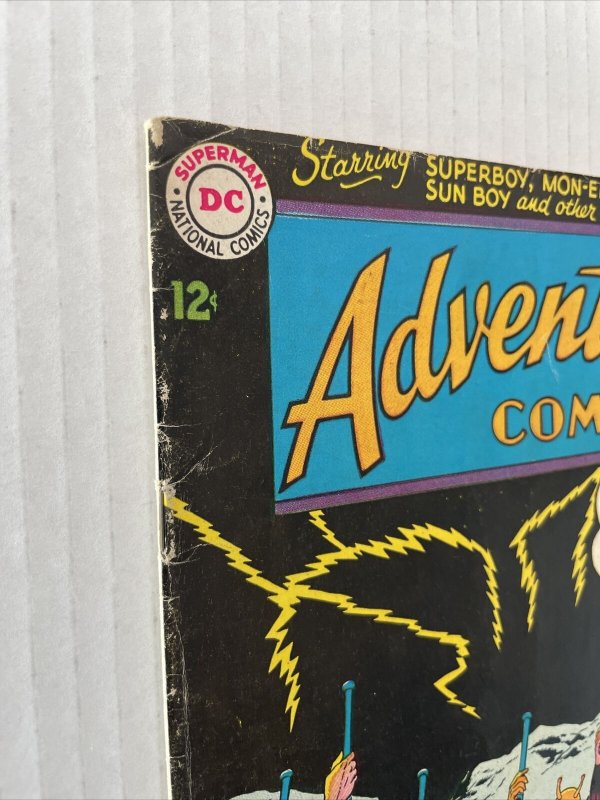 Starring SUPERBOY, MON-E
SUN BOY and other
SUPERMAN
DC
NATIONAL COMICS
12¢
Advent
COM